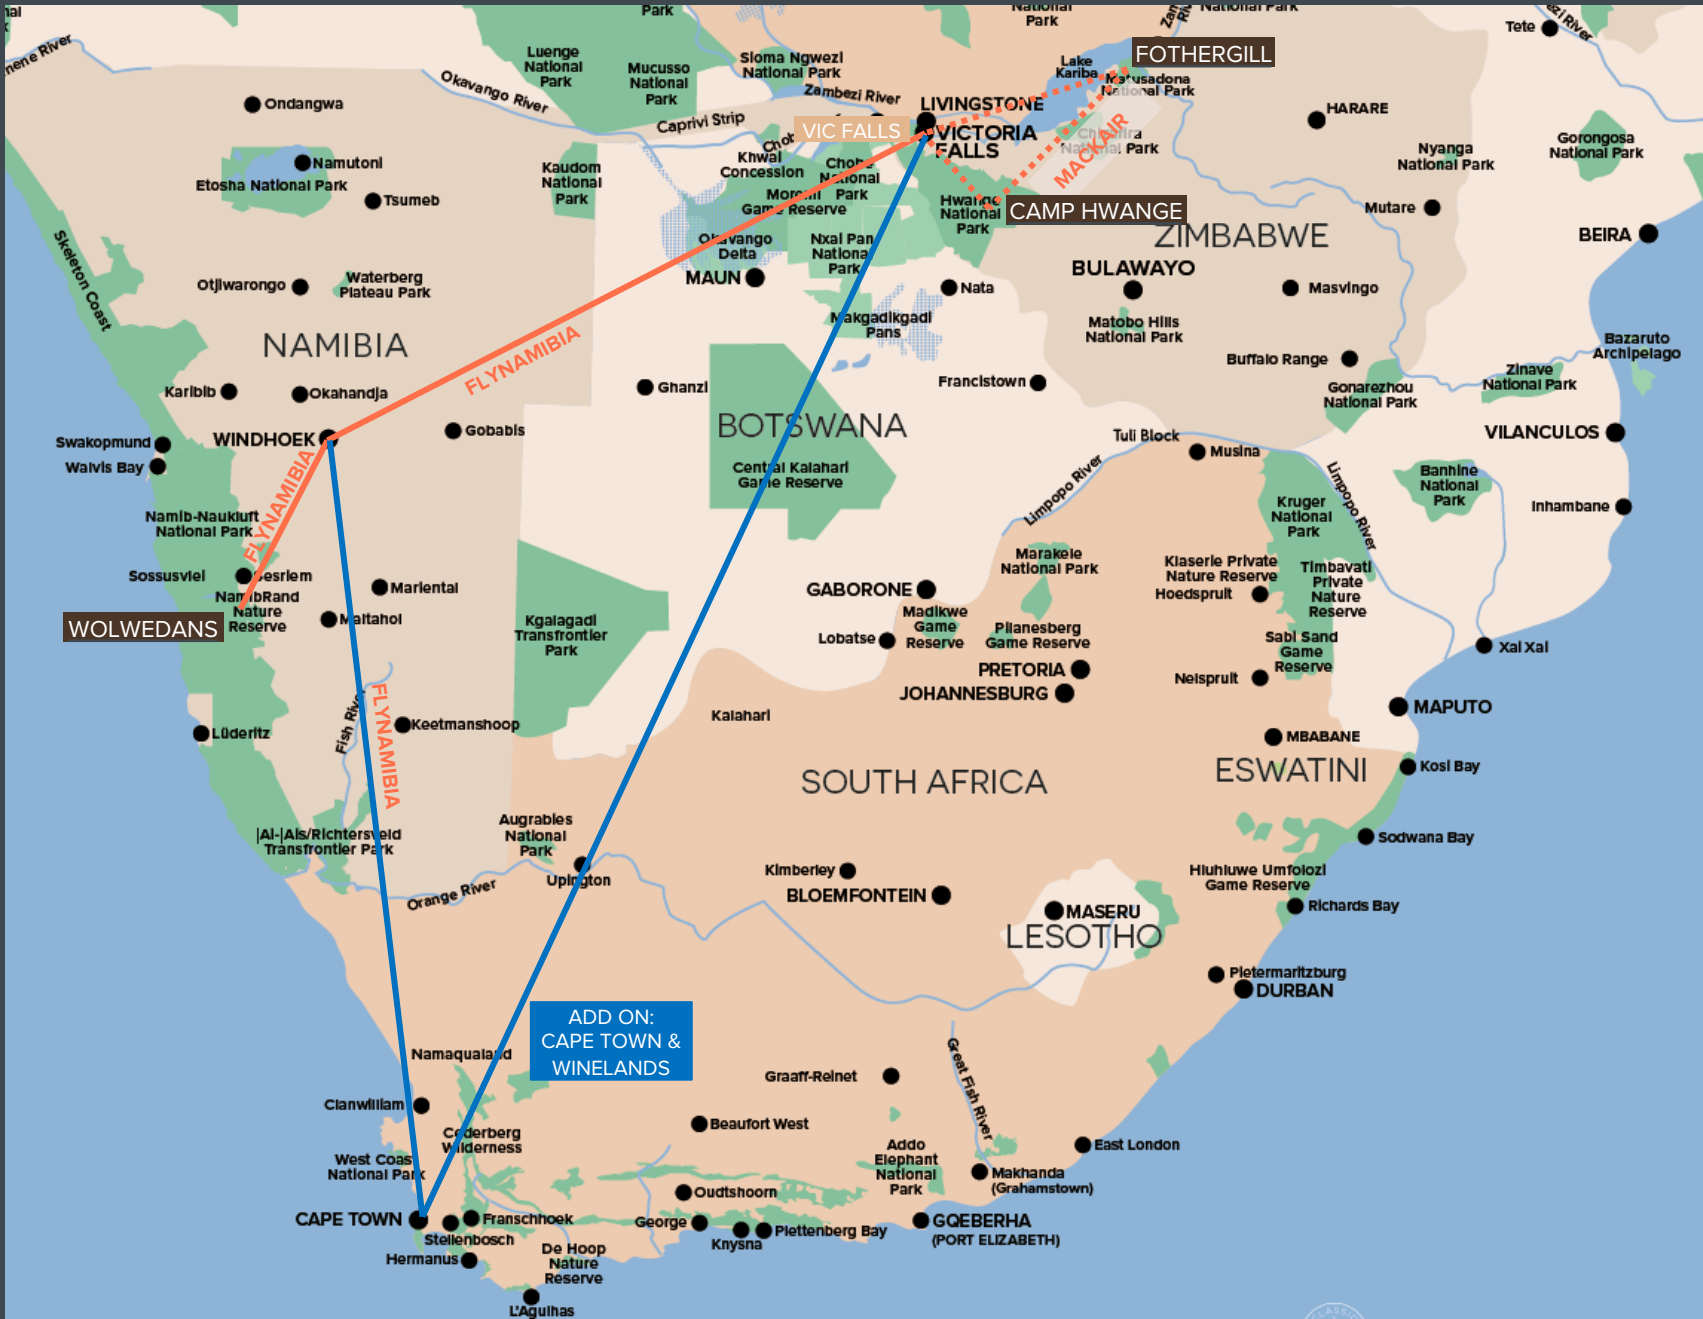 National
Park
National Park
Park
Tete
FOTHERGILL
Luenge
National
Park
Mucusso
National
Park
Sioma Ngwezi
National Park
Lake
Kariba
Matusadona
National Park
Okavango River
Zambezi River
Ondangwa
LIVINGSTONE
HARARE
Caprivi Strip
VIC FALLS
VICTORIA
FALLS
National Park
MACKAIR
Gorongosa
National Park
Nyanga
National Park
Namutoni
Etosha National Park
Tsumeb
Kaudom
National
Park
Khwai
Concession
Chobe
National
Park
Moremi
Game Reserve
Hwange
National
Park
CAMP HWANGE
Mutare
ZIMBABWE
BEIRA
Skeleton Coast
Okavango
Delta
Nxai Pan
National
Park
MAUN
Nata
BULAWAYO
Masvingo
Otjiwarongo
Waterberg
Plateau Park
Makgadikgadi
Pans
Matobo Hills
National Park
NAMIBIA
FLYNAMIBIA
Buffalo Range
Bazaruto
Archipelago
Zinave
National Park
Gonarezhou
National Park
Karibib
Okahandja
Ghanzi
Francistown
BOTSWANA
Swakopmund
WINDHOEK
Gobabis
Tuli Block
Musina
VILANCULOS
Walvis Bay
Central Kalahari
Game Reserve
Limpopo River
Limpopo River
Banhine
National
Park
Inhambane
Kruger
National
Park
Namib-Naukluft
National Park
FLYNAMIBIA
Marakele
National Park
Klaserie Private
Nature Reserve
Hoedspruit
Timbavati
Private
Nature
Reserve
Sossusvlei
Sesriem
Mariental
GABORONE
NamibRand
Nature
Reserve
WOLWEDANS
Maltahoi
Kgalagadi
Transfrontier
Park
Madikwe
Game
Reserve
Lobatse
Pilanesberg
Game Reserve
Sabi Sand
Game
Reserve
Xai Xai
PRETORIA
Nelspruit
JOHANNESBURG
MAPUTO
Kalahari
Fish River
FLYNAMIBIA
Keetmanshoop
Lüderitz
MBABANE
ESWATINI
Kosi Bay
SOUTH AFRICA
|Ai-|Ais/Richtersveld
Transfrontier Park
Augrabies
National
Park
Sodwana Bay
Upington
Orange River
Kimberley
BLOEMFONTEIN
Hluhluwe Umfolozi
Game Reserve
Richards Bay
MASERU
LESOTHO
Pietermaritzburg
DURBAN
ADD ON:
CAPE TOWN &
WINELANDS
Namaqualand
Great Fish River
Graaff-Reinet
Clanwilliam
Beaufort West
Cederberg
Wilderness
West Coast
National Park
Addo
Elephant
National
Park
East London
Makhanda
(Grahamstown)
Oudtshoorn
CAPE TOWN
Franschhoek
Stellenbosch
George
Knysna
Plettenberg Bay
GQEBERHA
(PORT ELIZABETH)
Hermanus
De Hoop
Nature
Reserve
L'Agulhas
CLASSIC